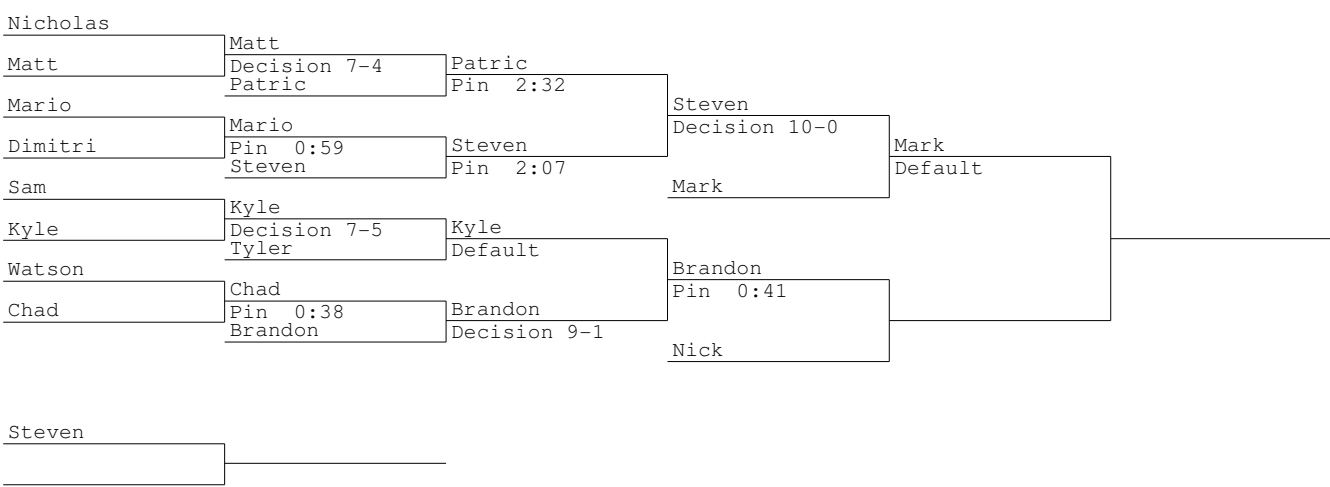 Nicholas
Matt
Matt
Decision 7-4
Patric
Pin 2:32
Patric
Mario
Steven
Decision 10-0
Mario
Dimitri
Pin 0:59
Steven
Pin 2:07
Steven
Mark
Default
Sam
Mark
Kyle
Kyle
Decision 7-5
Kyle
Default
Tyler
Watson
Brandon
Pin 0:41
Chad
Chad
Pin 0:38
Brandon
Decision 9-1
Brandon
Nick
Steven